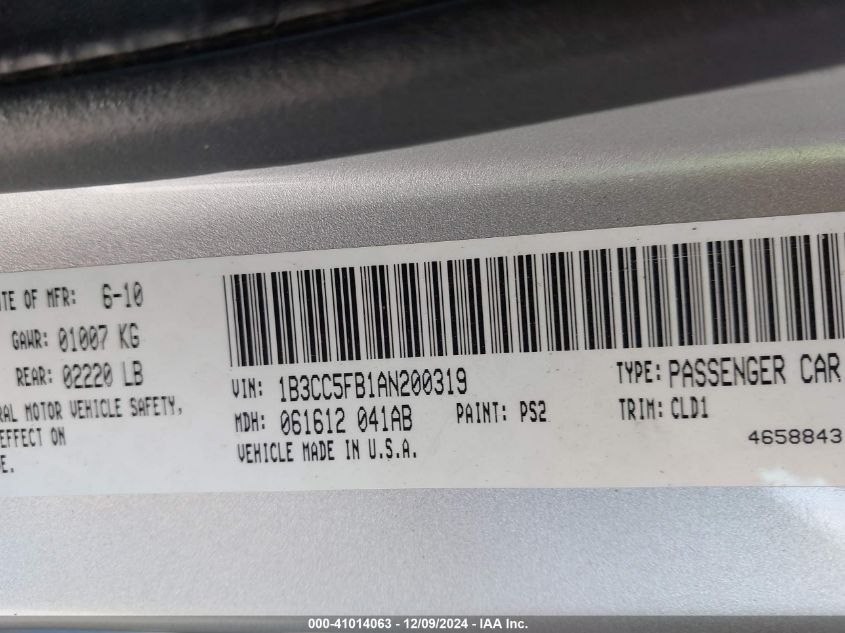 TE OF MFR: 6-10
GAWR: 01007 KG
REAR: 02220 LB
RAL MOTOR VEHICLE SAFETY,
EFFECT ON
E.
VIN: 1B3CC5FB1AN200319
TYPE: PASSENGER CAR
MDH: 061612 041AB
PAINT: PS2
TRIM: CLD1
VEHICLE MADE IN U.S.A.
4658843
000-41014063 - 12/09/2024 - IAA Inc.